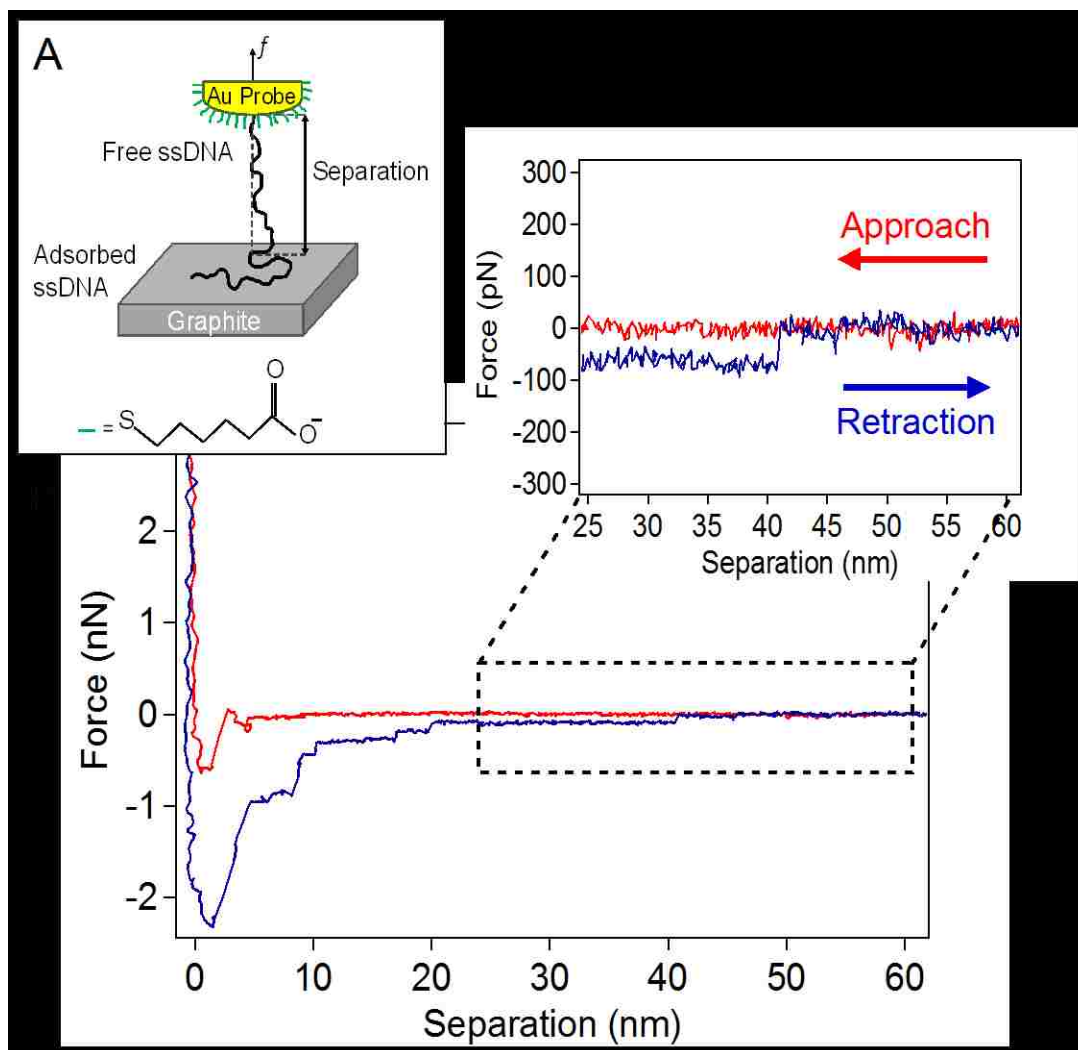 A
f
Au Probe
Free ssDNA
Separation
Adsorbed
ssDNA
Graphite
O
= S
O-
300
200
100
0
-100
-200
-300
Force (pN)
Approach
Retraction
25 30 35 41 45 50 55 60
Separation (nm)
2
1
0
-1
-2
Force (nN)
0 10 20 30 40 50 60
Separation (nm)